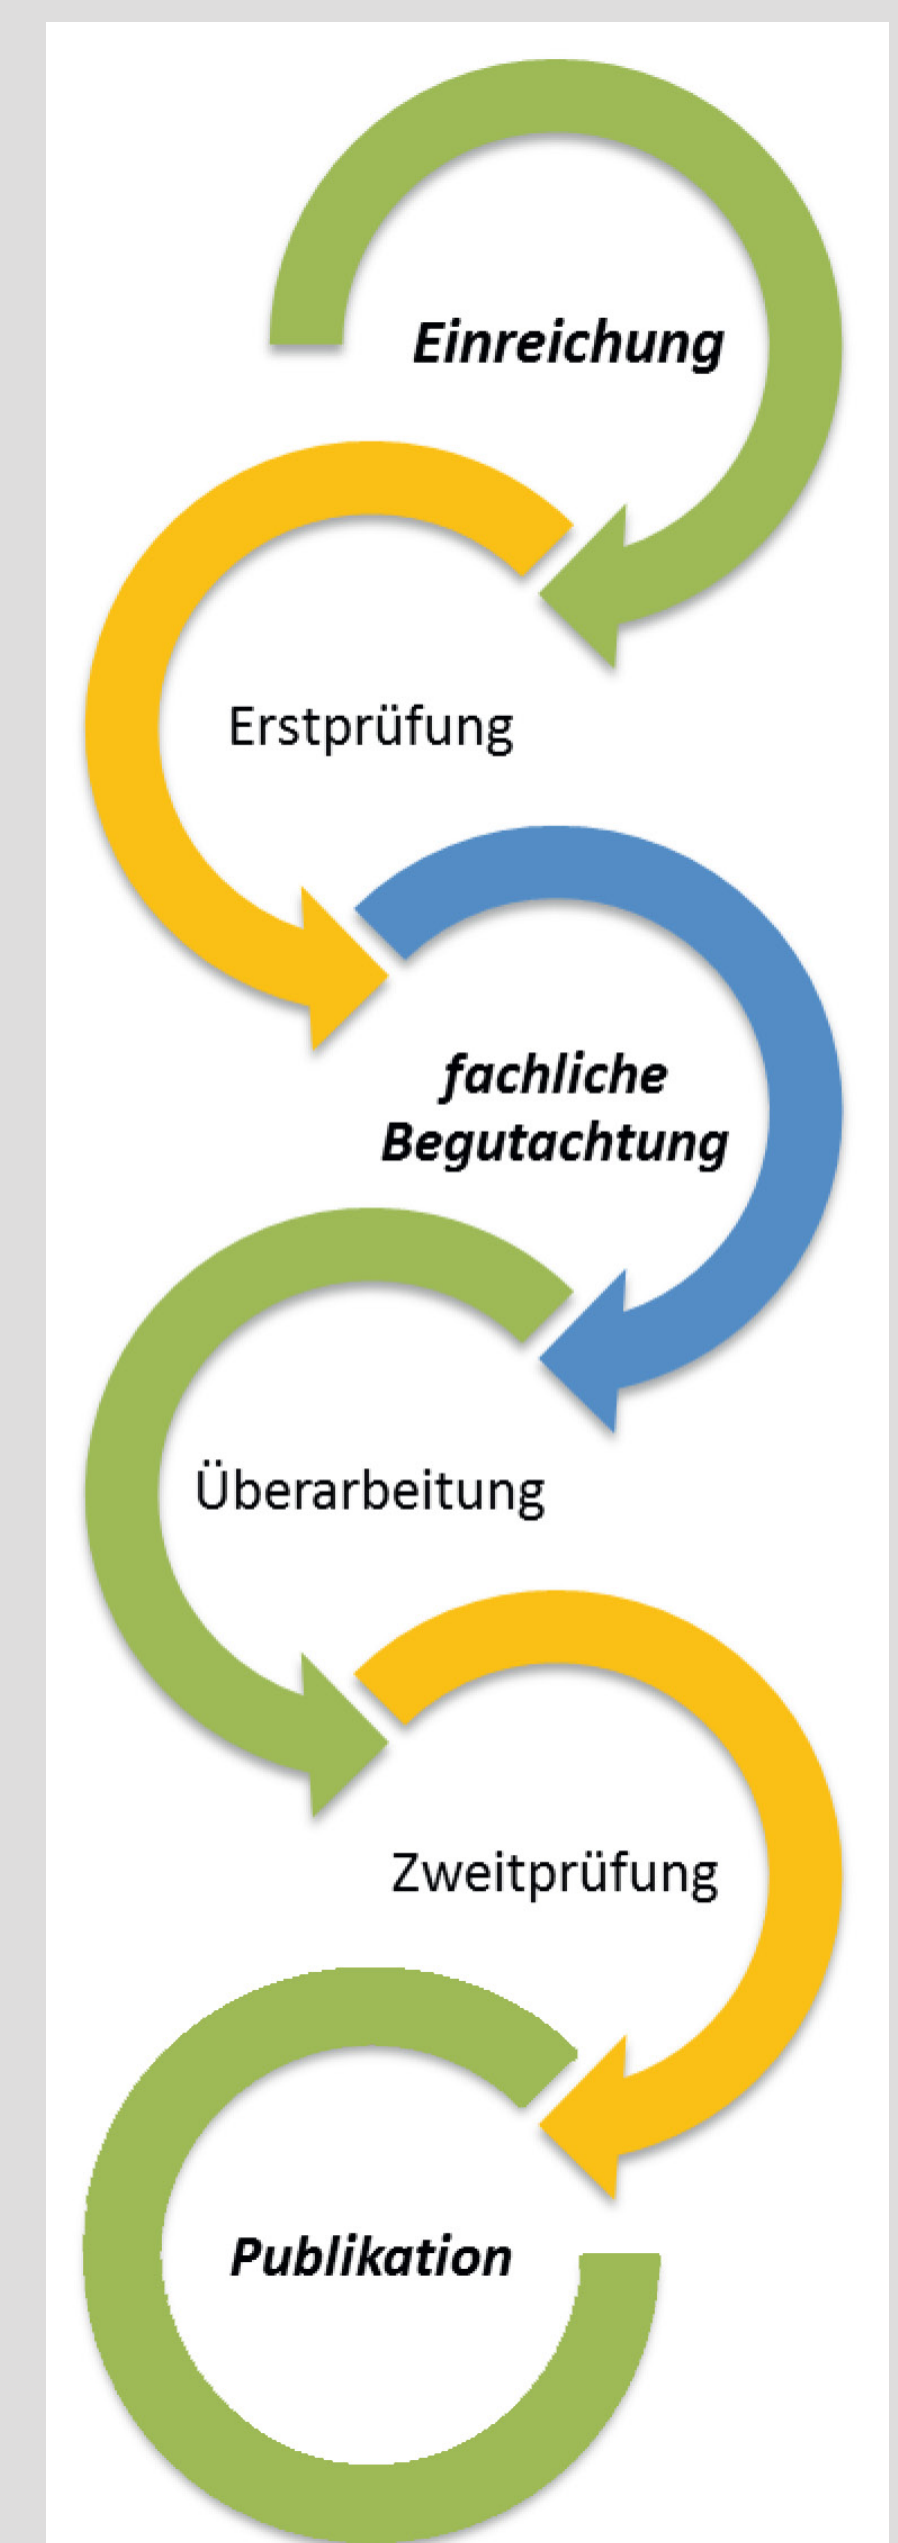 Einreichung
Erstprüfung
fachliche
Begutachtung
Überarbeitung
Zweitprüfung
Publikation